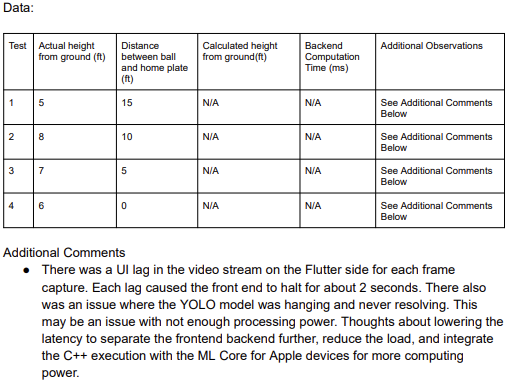 Data:
Test Actual height from ground (ft) Distance between ball and home plate (ft) Calculated height from ground(ft) Backend Computation Time (ms) Additional Observations
1 5 15 N/A N/A See Additional Comments Below
2 8 10 N/A N/A See Additional Comments Below
3 7 5 N/A N/A See Additional Comments Below
4 6 0 N/A N/A See Additional Comments Below
Additional Comments
● There was a UI lag in the video stream on the Flutter side for each frame
capture. Each lag caused the front end to halt for about 2 seconds. There also
was an issue where the YOLO model was hanging and never resolving. This
may be an issue with not enough processing power. Thoughts about lowering the
latency to separate the frontend backend further, reduce the load, and integrate
the C++ execution with the ML Core for Apple devices for more computing
power.